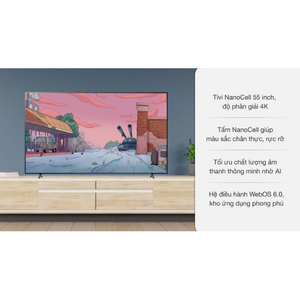 Tivi NanoCell 55 inch,
độ phân giải 4K
Tấm NanoCell giúp
màu sắc chân thực, rực rỡ
Tối ưu chất lượng âm
thanh thông minh nhờ AI
Hệ điều hành WebOS 6.0,
kho ứng dụng phong phú